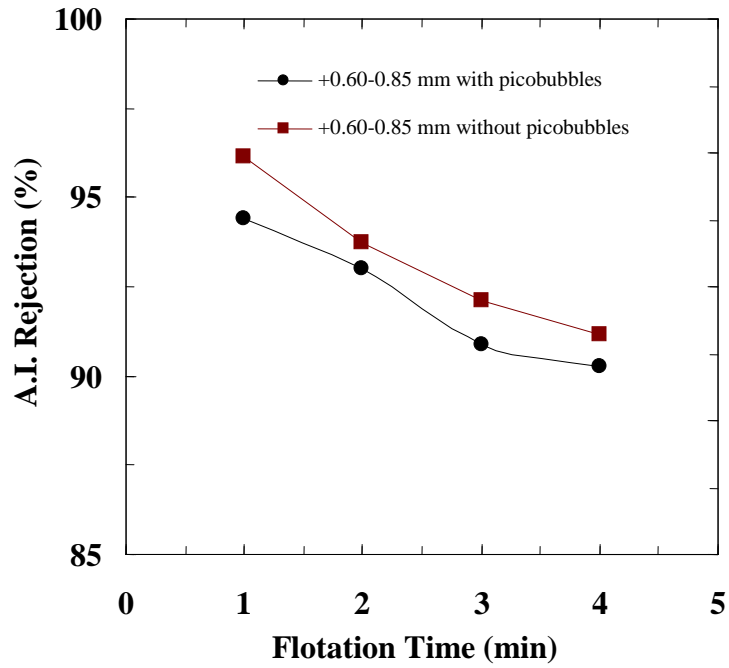 100
+0.60-0.85 mm with picobubbles
+0.60-0.85 mm without picobubbles
95
A.I. Rejection (%)
90
85
0 1 2 3 4 5
Flotation Time (min)